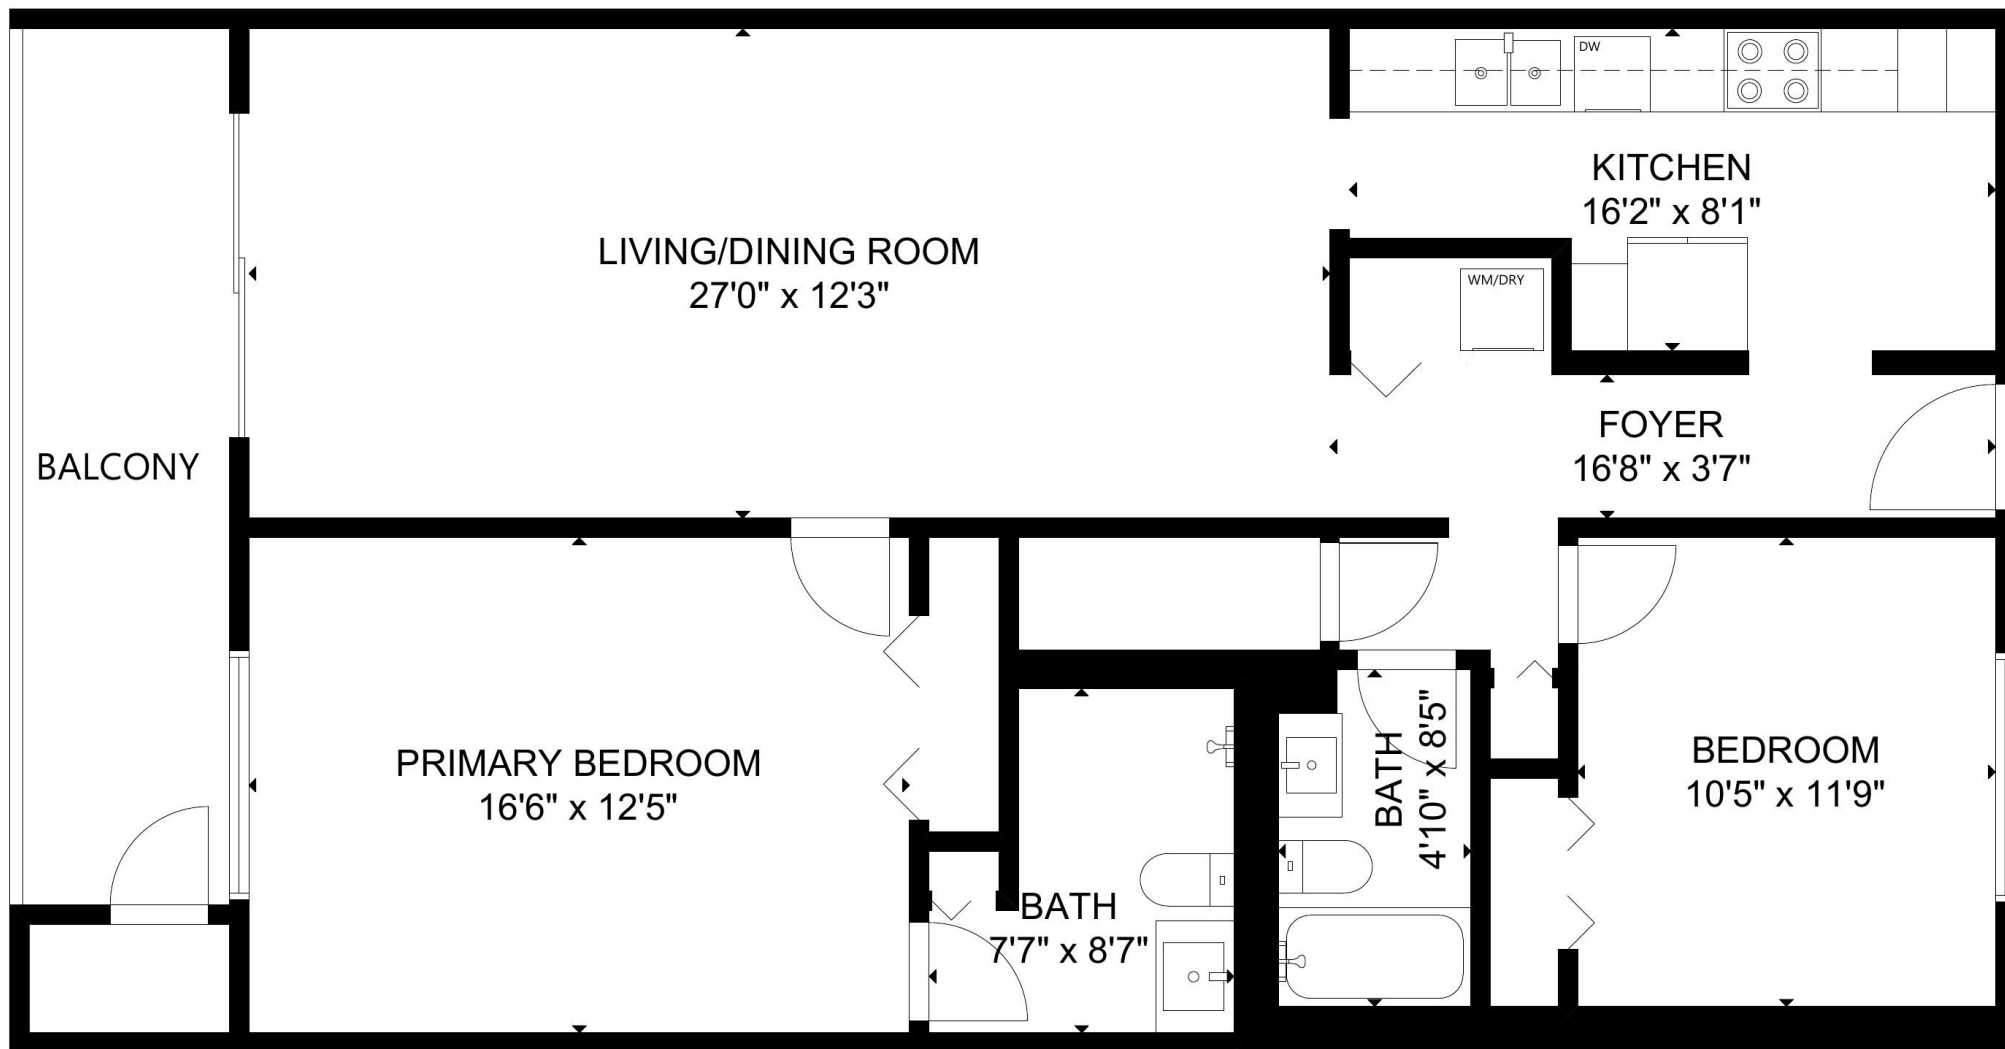 DW
KITCHEN
16'2" x 8'1"
LIVING/DINING ROOM
27'0" x 12'3"
WM/DRY
FOYER
16'8" x 3'7"
BALCONY
PRIMARY BEDROOM
16'6" x 12'5"
BATH
7'7" x 8'7"
BATH
4'10" x 8'5"
BEDROOM
10'5" x 11'9"